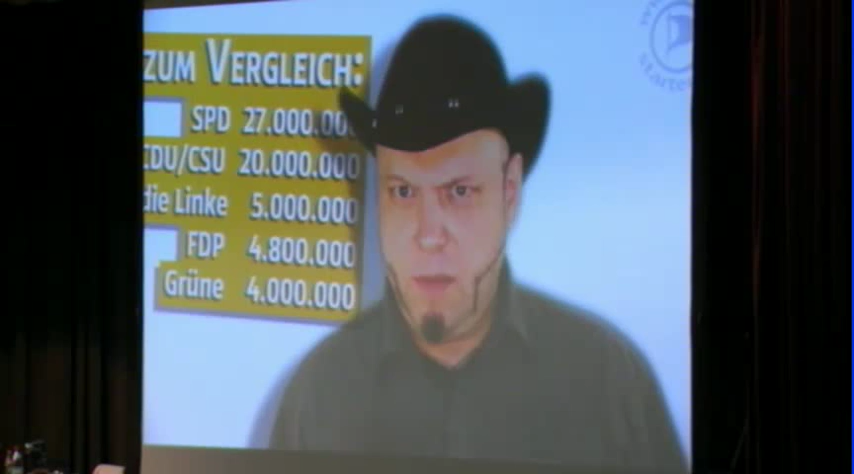 ZUM VERGLEICH:
SPD 27.000.000
CDU/CSU 20.000.000
die Linke 5.000.000
FDP 4.800.000
Grüne 4.000.000